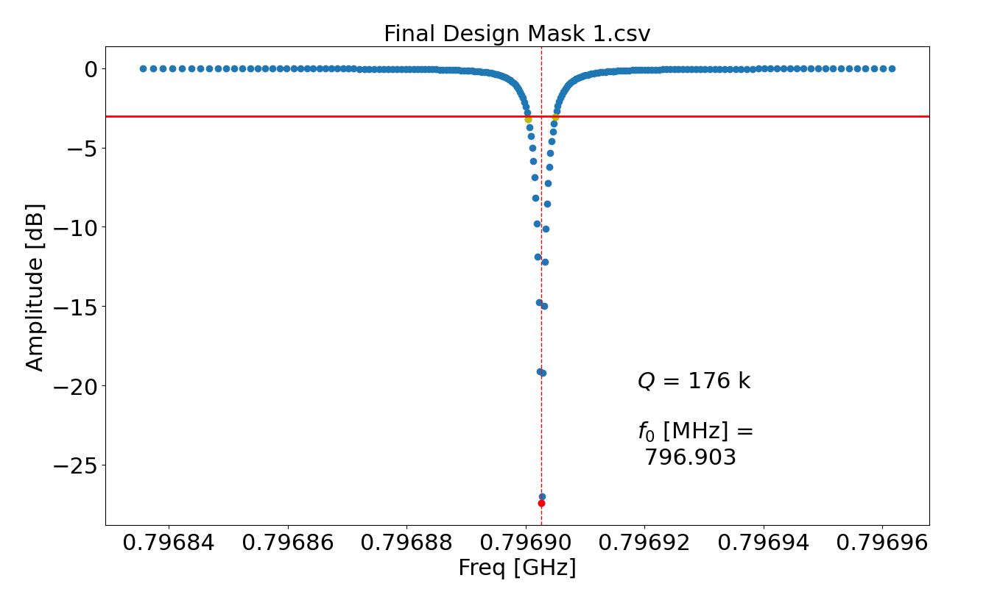 Final Design Mask 1.csv
0
−5
−10
−15
−20
−25
Amplitude [dB]
Q = 176 k
f₀ [MHz] =
796.903
0.79684 0.79686 0.79688 0.79690 0.79692 0.79694 0.79696
Freq [GHz]